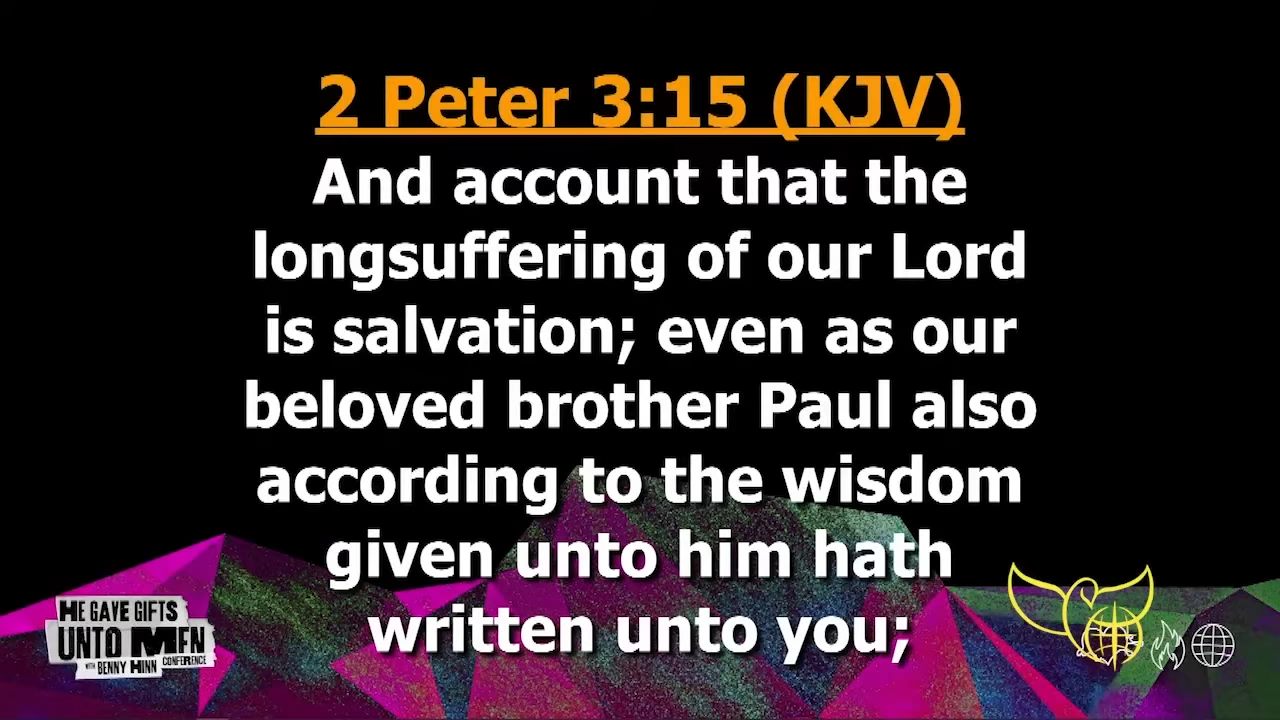 2 Peter 3:15 (KJV)
And account that the
longsuffering of our Lord
is salvation; even as our
beloved brother Paul also
according to the wisdom
given unto him hath
written unto you;
HE GAVE GIFTS
UNTO MEN
WITH BENNY HINN CONFERENCE